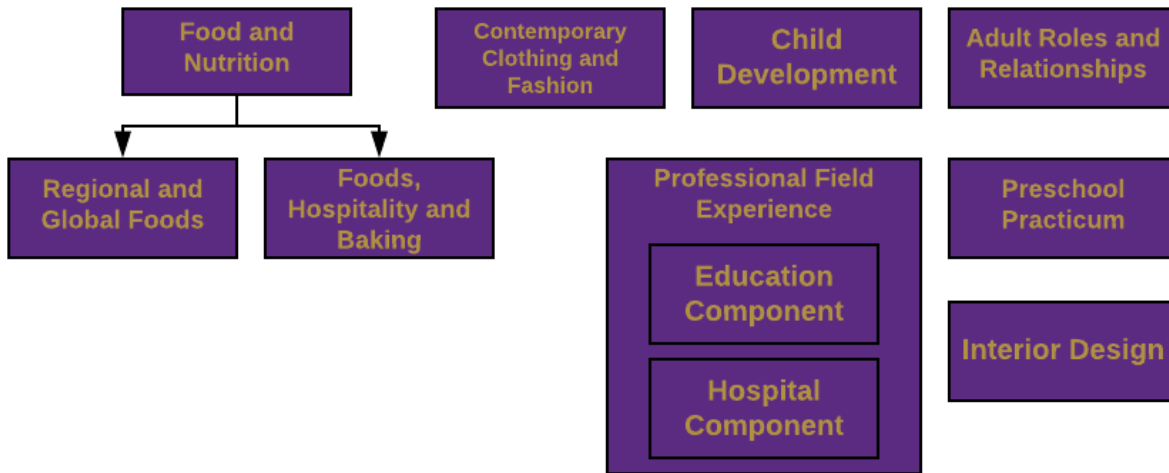 Food and
Nutrition
Contemporary
Clothing and
Fashion
Child
Development
Adult Roles and
Relationships
Regional and
Global Foods
Foods,
Hospitality and
Baking
Professional Field
Experience
Education
Component
Hospital
Component
Preschool
Practicum
Interior Design